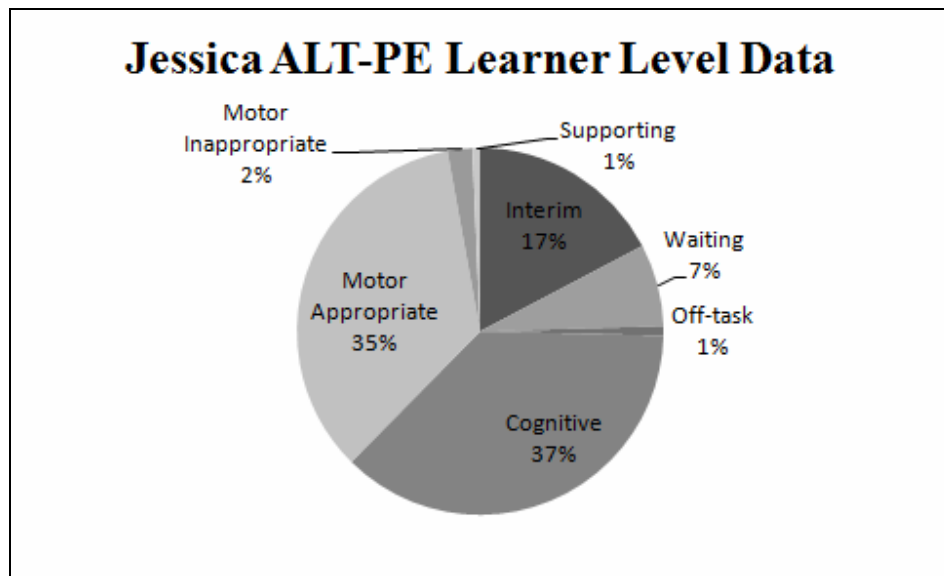 Jessica ALT-PE Learner Level Data
Motor
Inappropriate
2%
Supporting
1%
Interim
17%
Waiting
7%
Off-task
1%
Motor
Appropriate
35%
Cognitive
37%